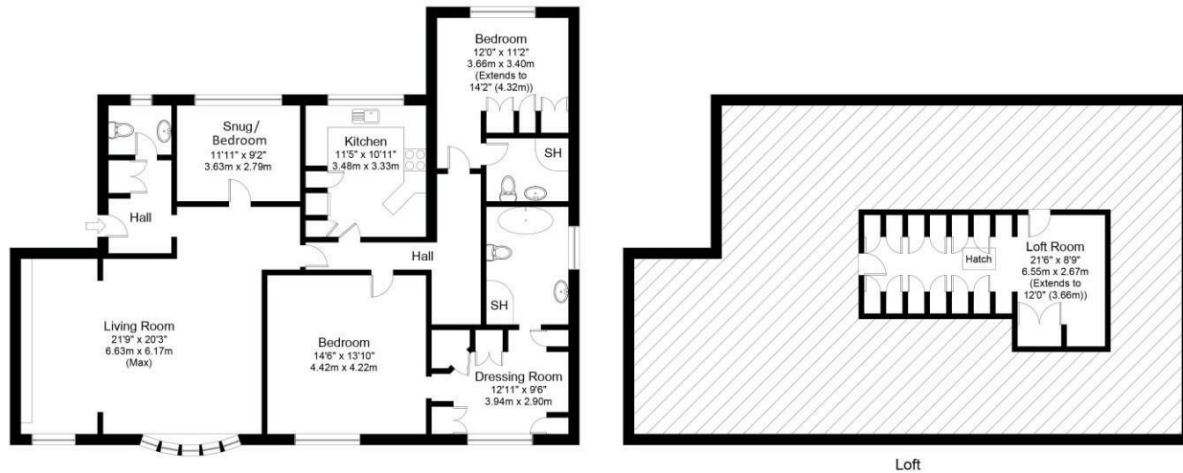 Bedroom
12'0" x 11'2"
3.66m x 3.40m
(Extends to
14'2" (4.32m))
Snug/
Bedroom
11'11" x 9'2"
3.63m x 2.79m
Kitchen
11'5" x 10'11"
3.48m x 3.33m
SH
Hall
Hall
SH
Living Room
21'9" x 20'3"
6.63m x 6.17m
(Max)
Bedroom
14'6" x 13'10"
4.42m x 4.22m
Dressing Room
12'11" x 9'6"
3.94m x 2.90m
Hatch
Loft Room
21'6" x 8'9"
6.55m x 2.67m
(Extends to
12'0" (3.66m))
Loft